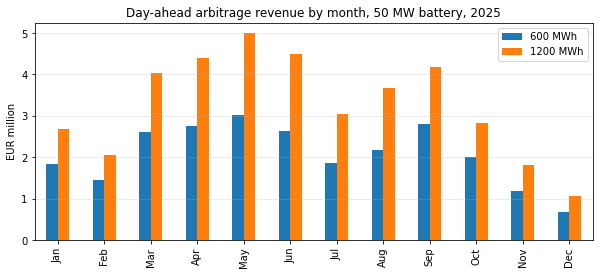 Day-ahead arbitrage revenue by month, 50 MW battery, 2025
600 MWh
1200 MWh
EUR million
5
4
3
2
1
0
Jan
Feb
Mar
Apr
May
Jun
Jul
Aug
Sep
Oct
Nov
Dec